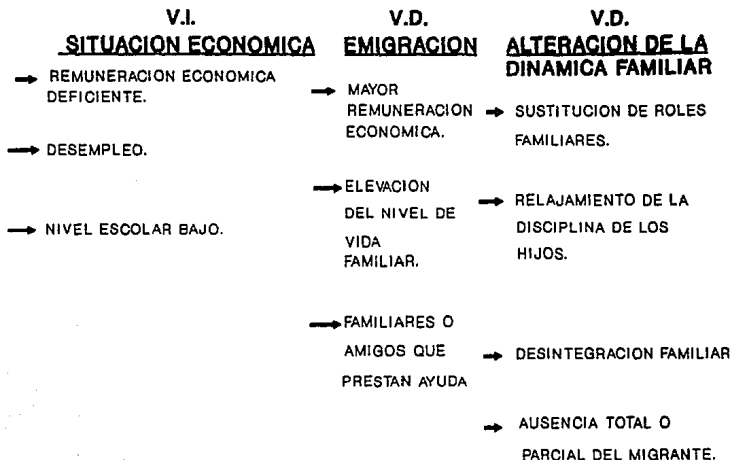 V.I.
SITUACION ECONOMICA
→ REMUNERACION ECONOMICA
DEFICIENTE.
→ DESEMPLEO.
→ NIVEL ESCOLAR BAJO.
V.D.
EMIGRACION
→ MAYOR
REMUNERACION
ECONOMICA.
→ ELEVACION
DEL NIVEL DE
VIDA
FAMILIAR.
→ FAMILIARES O
AMIGOS QUE
PRESTAN AYUDA
V.D.
ALTERACION DE LA
DINAMICA FAMILIAR
→ SUSTITUCION DE ROLES
FAMILIARES.
→ RELAJAMIENTO DE LA
DISCIPLINA DE LOS
HIJOS.
→ DESINTEGRACION FAMILIAR
→ AUSENCIA TOTAL O
PARCIAL DEL MIGRANTE.